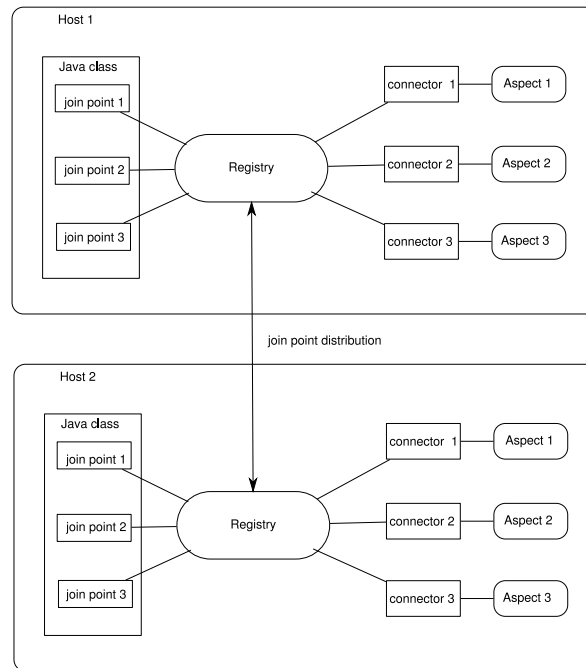 Host 1
Java class
join point 1
join point 2
join point 3
Registry
connector 1
Aspect 1
connector 2
Aspect 2
connector 3
Aspect 3
join point distribution
Host 2
Java class
join point 1
join point 2
join point 3
Registry
connector 1
Aspect 1
connector 2
Aspect 2
connector 3
Aspect 3